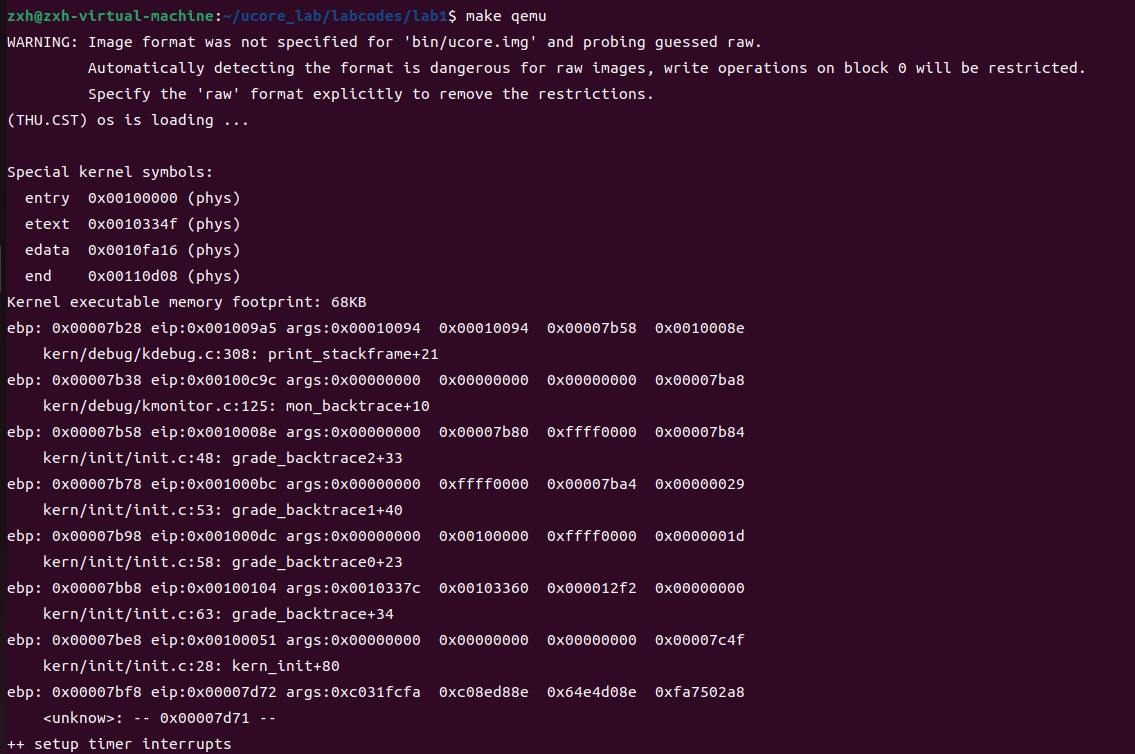 zxh@zxh-virtual-machine:~/ucore_lab/labcodes/lab1$ make qemu
WARNING: Image format was not specified for 'bin/ucore.img' and probing guessed raw.
         Automatically detecting the format is dangerous for raw images, write operations on block 0 will be restricted.
         Specify the 'raw' format explicitly to remove the restrictions.
(THU.CST) os is loading ...

Special kernel symbols:
  entry  0x00100000 (phys)
  etext  0x0010334f (phys)
  edata  0x0010fa16 (phys)
  end    0x00110d08 (phys)
Kernel executable memory footprint: 68KB
ebp: 0x00007b28 eip:0x001009a5 args:0x00010094  0x00010094  0x00007b58  0x0010008e
    kern/debug/kdebug.c:308: print_stackframe+21
ebp: 0x00007b38 eip:0x00100c9c args:0x00000000  0x00000000  0x00000000  0x00007ba8
    kern/debug/kmonitor.c:125: mon_backtrace+10
ebp: 0x00007b58 eip:0x0010008e args:0x00000000  0x00007b80  0xffff0000  0x00007b84
    kern/init/init.c:48: grade_backtrace2+33
ebp: 0x00007b78 eip:0x001000bc args:0x00000000  0xffff0000  0x00007ba4  0x00000029
    kern/init/init.c:53: grade_backtrace1+40
ebp: 0x00007b98 eip:0x001000dc args:0x00000000  0x00100000  0xffff0000  0x0000001d
    kern/init/init.c:58: grade_backtrace0+23
ebp: 0x00007bb8 eip:0x00100104 args:0x0010337c  0x00103360  0x000012f2  0x00000000
    kern/init/init.c:63: grade_backtrace+34
ebp: 0x00007be8 eip:0x00100051 args:0x00000000  0x00000000  0x00000000  0x00007c4f
    kern/init/init.c:28: kern_init+80
ebp: 0x00007bf8 eip:0x00007d72 args:0xc031fcfa  0xc08ed88e  0x64e4d08e  0xfa7502a8
    <unknow>: -- 0x00007d71 --
++ setup timer interrupts